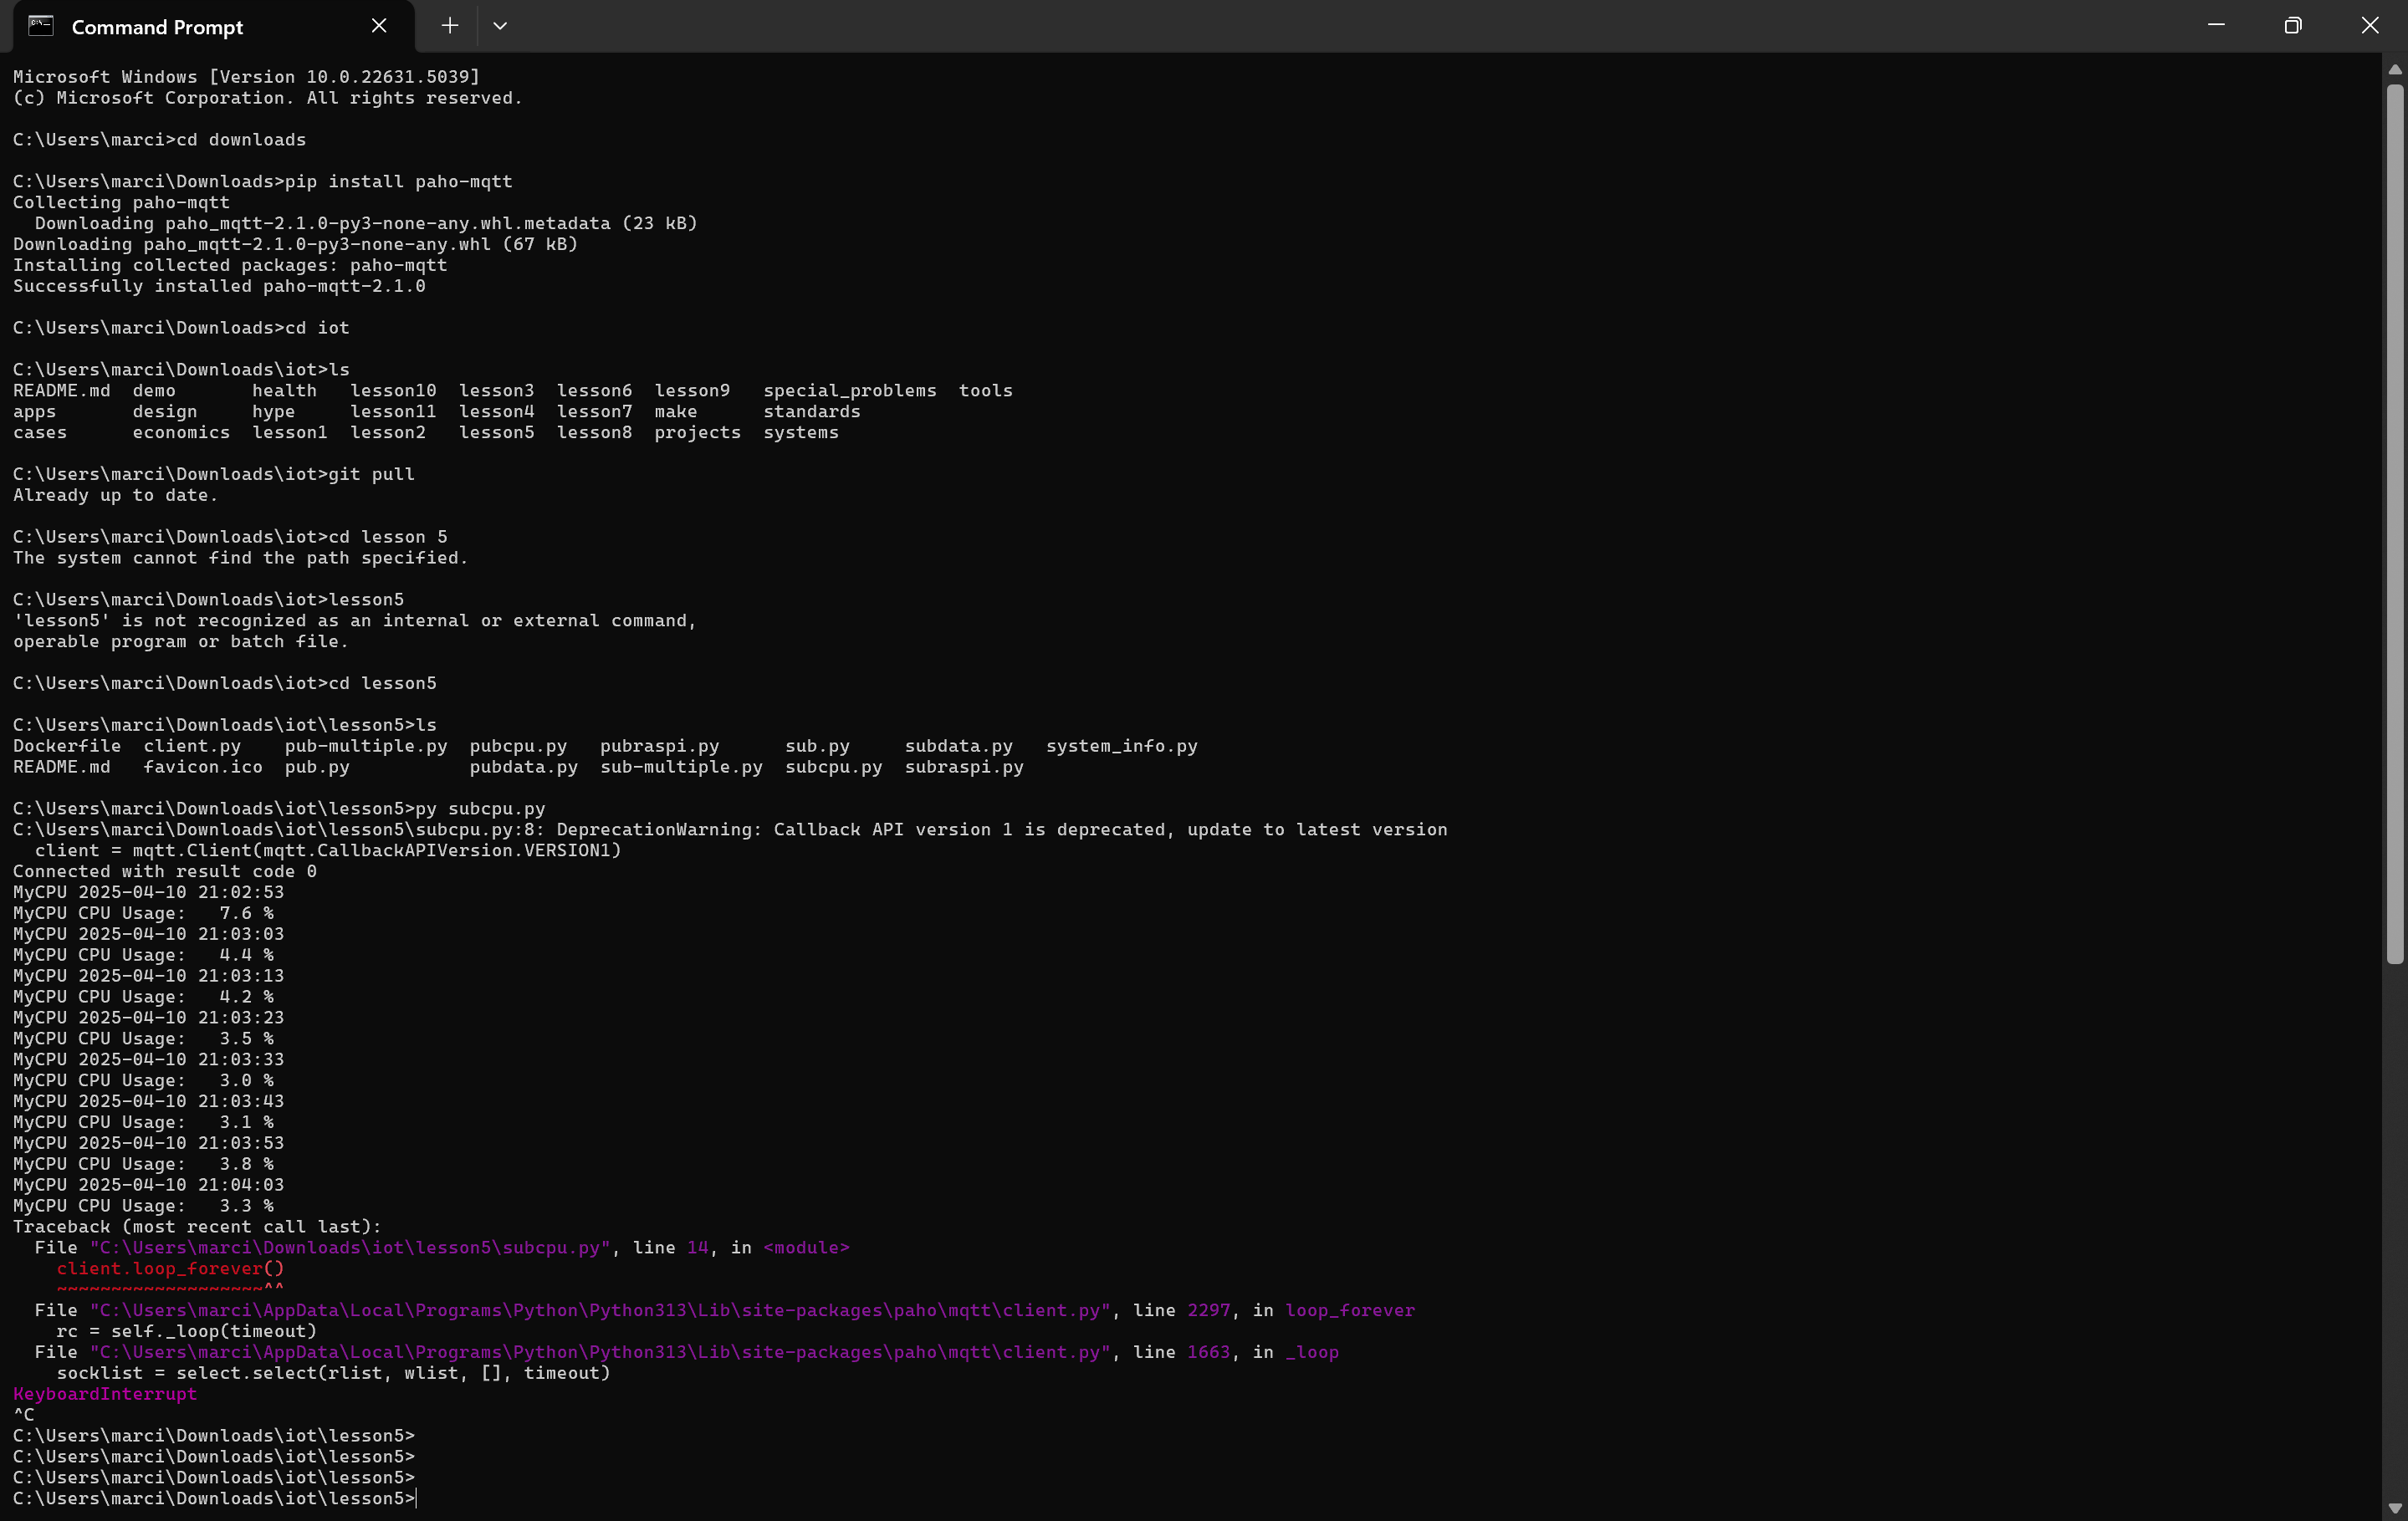 Command Prompt
Microsoft Windows [Version 10.0.22631.5039]
(c) Microsoft Corporation. All rights reserved.
C:\Users\marci>cd downloads
C:\Users\marci\Downloads>pip install paho-mqtt
Collecting paho-mqtt
  Downloading paho_mqtt-2.1.0-py3-none-any.whl.metadata (23 kB)
Downloading paho_mqtt-2.1.0-py3-none-any.whl (67 kB)
Installing collected packages: paho-mqtt
Successfully installed paho-mqtt-2.1.0
C:\Users\marci\Downloads>cd iot
C:\Users\marci\Downloads\iot>ls
README.md  demo       health   lesson10  lesson3  lesson6  lesson9   special_problems  tools
apps       design     hype     lesson11  lesson4  lesson7  make      standards
cases      economics  lesson1  lesson2   lesson5  lesson8  projects  systems
C:\Users\marci\Downloads\iot>git pull
Already up to date.
C:\Users\marci\Downloads\iot>cd lesson 5
The system cannot find the path specified.
C:\Users\marci\Downloads\iot>lesson5
'lesson5' is not recognized as an internal or external command,
operable program or batch file.
C:\Users\marci\Downloads\iot>cd lesson5
C:\Users\marci\Downloads\iot\lesson5>ls
Dockerfile  client.py    pub-multiple.py  pubcpu.py   pubraspi.py      sub.py     subdata.py   system_info.py
README.md   favicon.ico  pub.py           pubdata.py  sub-multiple.py  subcpu.py  subraspi.py
C:\Users\marci\Downloads\iot\lesson5>py subcpu.py
C:\Users\marci\Downloads\iot\lesson5\subcpu.py:8: DeprecationWarning: Callback API version 1 is deprecated, update to latest version
  client = mqtt.Client(mqtt.CallbackAPIVersion.VERSION1)
Connected with result code 0
MyCPU 2025-04-10 21:02:53
MyCPU CPU Usage:   7.6 %
MyCPU 2025-04-10 21:03:03
MyCPU CPU Usage:   4.4 %
MyCPU 2025-04-10 21:03:13
MyCPU CPU Usage:   4.2 %
MyCPU 2025-04-10 21:03:23
MyCPU CPU Usage:   3.5 %
MyCPU 2025-04-10 21:03:33
MyCPU CPU Usage:   3.0 %
MyCPU 2025-04-10 21:03:43
MyCPU CPU Usage:   3.1 %
MyCPU 2025-04-10 21:03:53
MyCPU CPU Usage:   3.8 %
MyCPU 2025-04-10 21:04:03
MyCPU CPU Usage:   3.3 %
Traceback (most recent call last):
  File "C:\Users\marci\Downloads\iot\lesson5\subcpu.py", line 14, in <module>
    client.loop_forever()
    ~~~~~~~~~~~~~~~~~~~^^
  File "C:\Users\marci\AppData\Local\Programs\Python\Python313\Lib\site-packages\paho\mqtt\client.py", line 2297, in loop_forever
    rc = self._loop(timeout)
  File "C:\Users\marci\AppData\Local\Programs\Python\Python313\Lib\site-packages\paho\mqtt\client.py", line 1663, in _loop
    socklist = select.select(rlist, wlist, [], timeout)
KeyboardInterrupt
^C
C:\Users\marci\Downloads\iot\lesson5>
C:\Users\marci\Downloads\iot\lesson5>
C:\Users\marci\Downloads\iot\lesson5>
C:\Users\marci\Downloads\iot\lesson5>